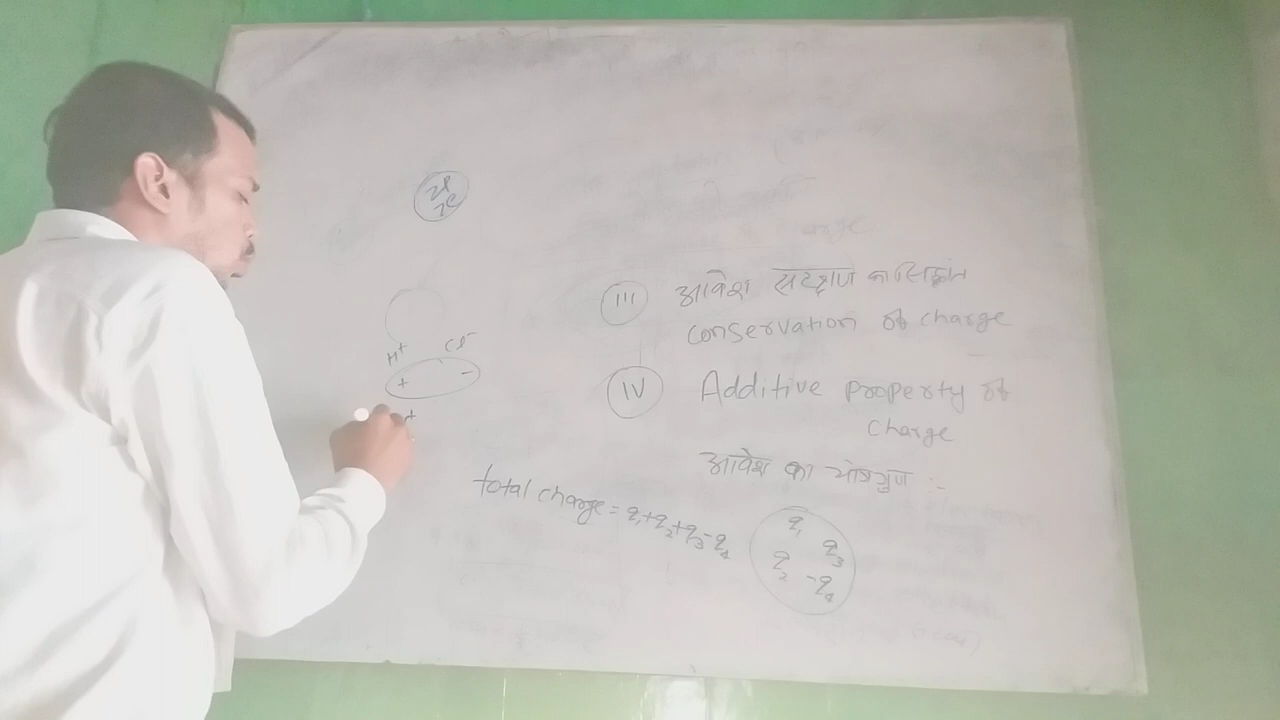 III आवेश संरक्षण का सिद्धांत
conservation of charge
IV Additive property of
charge
आवेश का योगगुण :-
total charge = q₁+q₂+q₃-q₄
q₁
q₃
q₂
-q₄
H⁺ Cl⁻
+ -